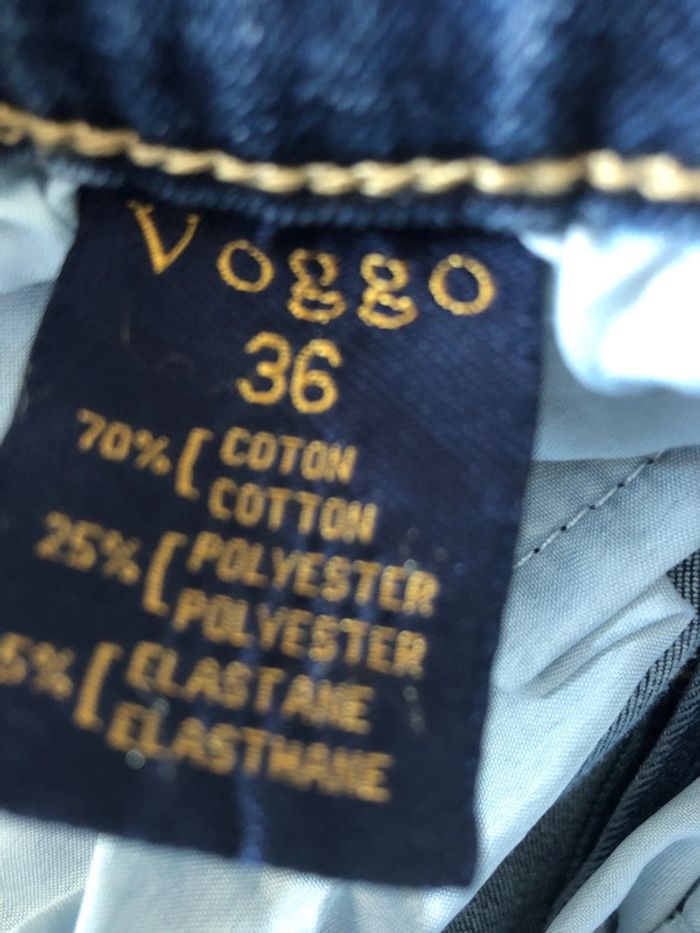 Voggo
36
70% [ COTON
COTTON
25% [ POLYESTER
POLYESTER
5% [ ELASTANE
ELASTHANE